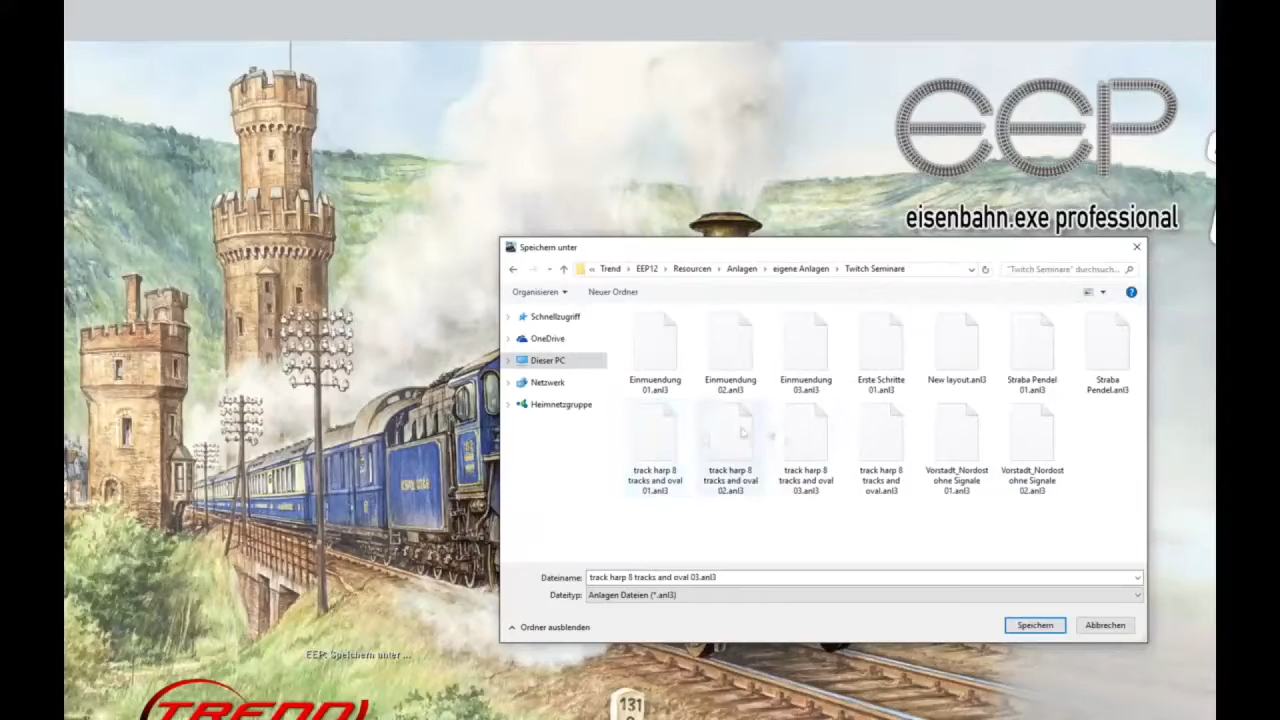 eep
eisenbahn.exe professional
Speichern unter
« Trend › EEP12 › Resourcen › Anlagen › eigene Anlagen › Twitch Seminare
"Twitch Seminare" durchsuch...
Organisieren
Neuer Ordner
Schnellzugriff
OneDrive
Dieser PC
Netzwerk
Heimnetzgruppe
Einmuendung
01.anl3
Einmuendung
02.anl3
Einmuendung
03.anl3
Erste Schritte
01.anl3
New layout.anl3
Straba Pendel
01.anl3
Straba
Pendel.anl3
track harp 8
tracks and oval
01.anl3
track harp 8
tracks and oval
02.anl3
track harp 8
tracks and oval
03.anl3
track harp 8
tracks and
oval.anl3
Vorstadt_Nordost
ohne Signale
01.anl3
Vorstadt_Nordost
ohne Signale
02.anl3
Dateiname: track harp 8 tracks and oval 03.anl3
Dateityp: Anlagen Dateien (*.anl3)
Ordner ausblenden
Speichern
Abbrechen
EEP: Speichern unter ...
TREND
131